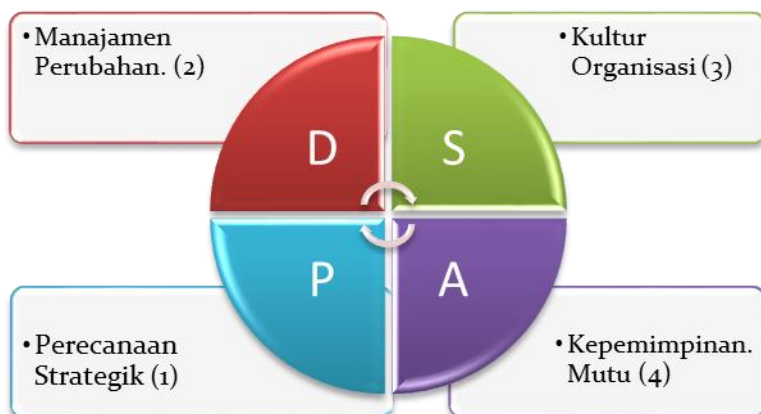 • Manajamen
Perubahan. (2)
• Kultur
Organisasi (3)
D
S
P
A
• Perecanaan
Strategik (1)
• Kepemimpinan.
Mutu (4)